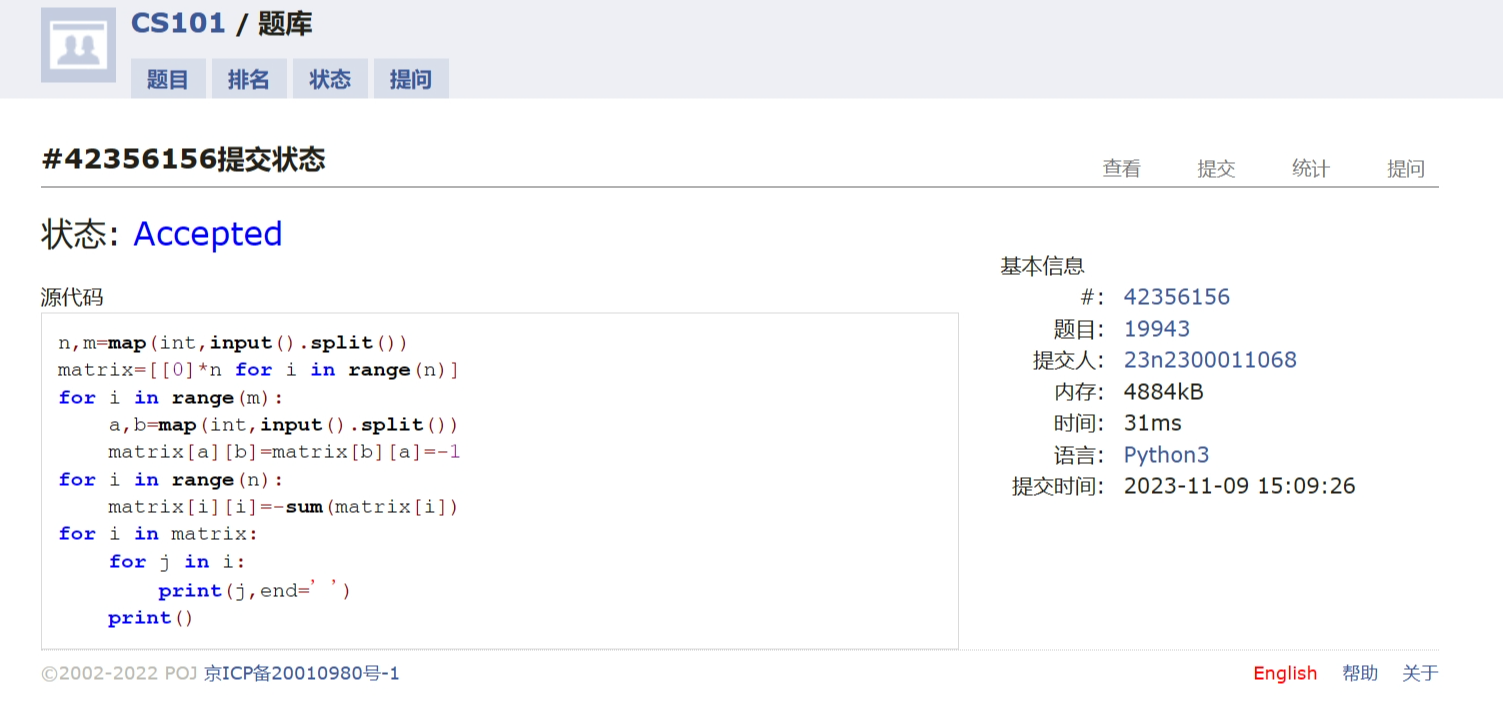 CS101 / 题库
题目 排名 状态 提问
#42356156提交状态
查看 提交 统计 提问
状态: Accepted
源代码
n,m=map(int,input().split())
matrix=[[0]*n for i in range(n)]
for i in range(m):
    a,b=map(int,input().split())
    matrix[a][b]=matrix[b][a]=-1
for i in range(n):
    matrix[i][i]=-sum(matrix[i])
for i in matrix:
    for j in i:
        print(j,end=' ')
    print()
基本信息
#: 42356156
题目: 19943
提交人: 23n2300011068
内存: 4884kB
时间: 31ms
语言: Python3
提交时间: 2023-11-09 15:09:26
©2002-2022 POJ 京ICP备20010980号-1
English 帮助 关于